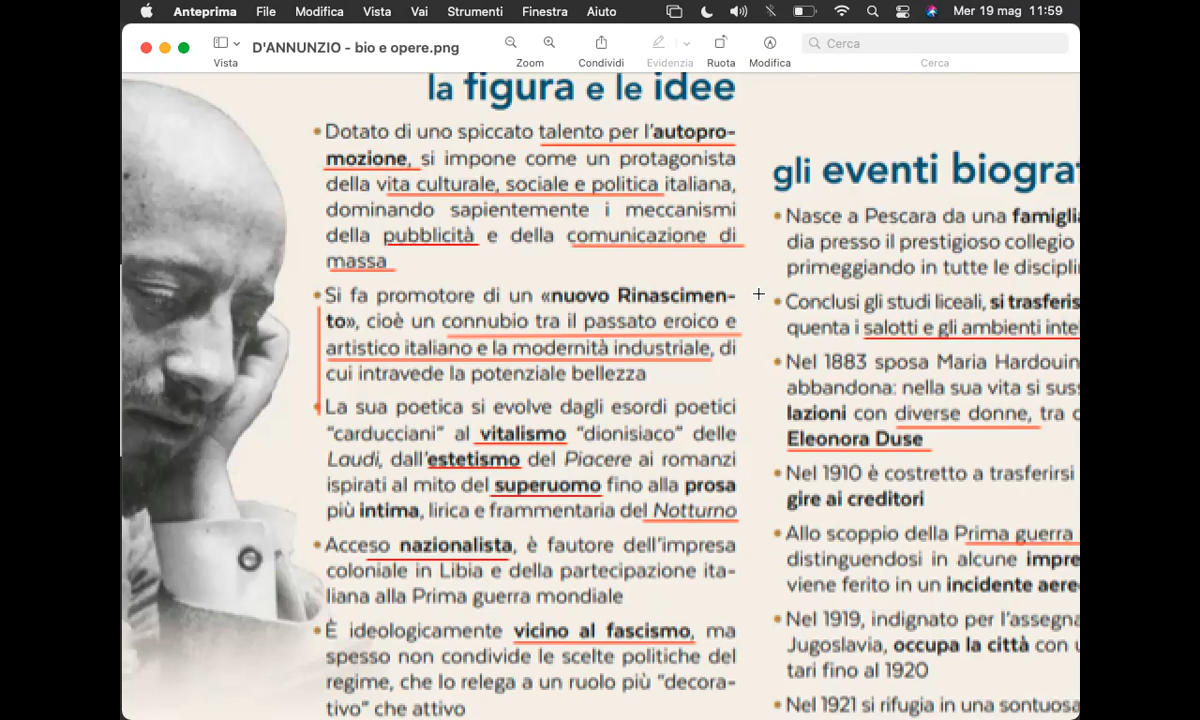 Anteprima File Modifica Vista Vai Strumenti Finestra Aiuto Mer 19 mag 11:59
D'ANNUNZIO - bio e opere.png
Cerca
Vista Zoom Condividi Evidenzia Ruota Modifica Cerca
la figura e le idee
•Dotato di uno spiccato talento per l'autopro-
mozione, si impone come un protagonista
della vita culturale, sociale e politica italiana,
dominando sapientemente i meccanismi
della pubblicità e della comunicazione di
massa
•Si fa promotore di un «nuovo Rinascimen-
to», cioè un connubio tra il passato eroico e
artistico italiano e la modernità industriale, di
cui intravede la potenziale bellezza
•La sua poetica si evolve dagli esordi poetici
"carducciani" al vitalismo "dionisiaco" delle
Laudi, dall'estetismo del Piacere ai romanzi
ispirati al mito del superuomo fino alla prosa
più intima, lirica e frammentaria del Notturno
•Acceso nazionalista, è fautore dell'impresa
coloniale in Libia e della partecipazione ita-
liana alla Prima guerra mondiale
•È ideologicamente vicino al fascismo, ma
spesso non condivide le scelte politiche del
regime, che lo relega a un ruolo più "decora-
tivo" che attivo
gli eventi biograf
•Nasce a Pescara da una famiglia
dia presso il prestigioso collegio
primeggiando in tutte le disciplin
•Conclusi gli studi liceali, si trasferis
quenta i salotti e gli ambienti inte
•Nel 1883 sposa Maria Hardouin
abbandona: nella sua vita si sus
lazioni con diverse donne, tra c
Eleonora Duse
•Nel 1910 è costretto a trasferirsi
gire ai creditori
•Allo scoppio della Prima guerra
distinguendosi in alcune impre
viene ferito in un incidente aere
•Nel 1919, indignato per l'assegna
Jugoslavia, occupa la città con u
tari fino al 1920
•Nel 1921 si rifugia in una sontuosa